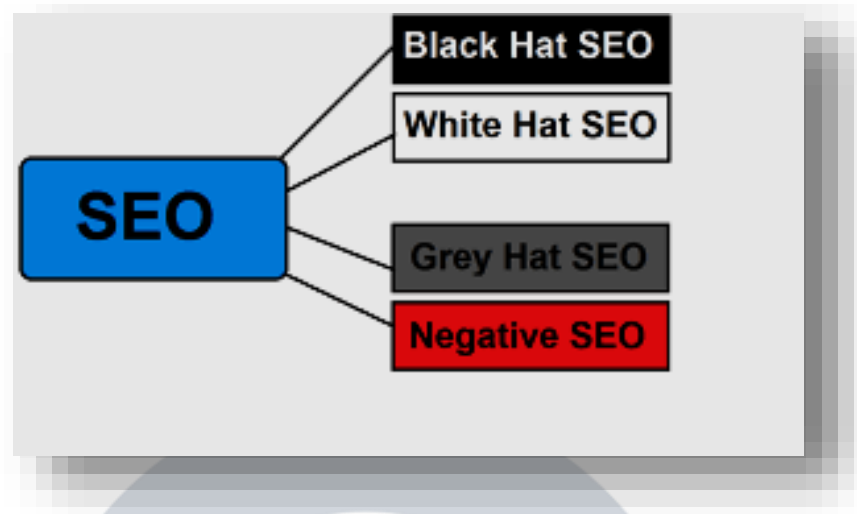 Black Hat SEO
White Hat SEO
SEO
Grey Hat SEO
Negative SEO